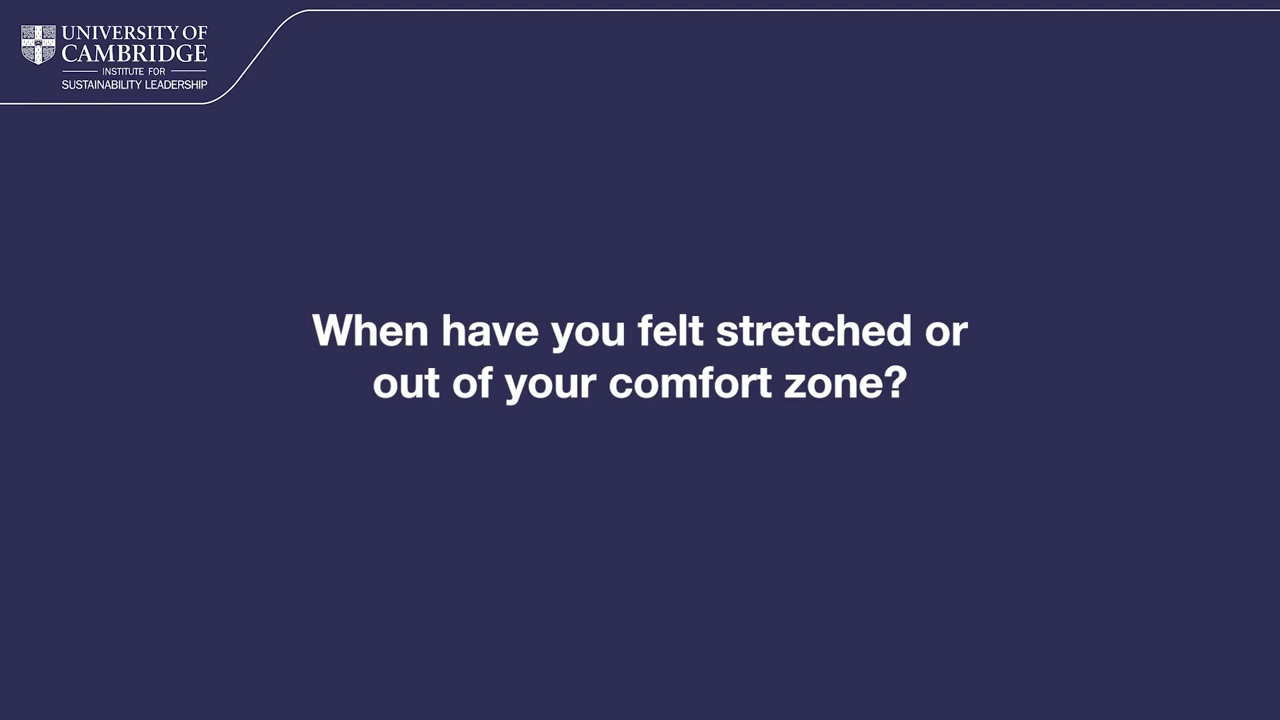 UNIVERSITY OF
CAMBRIDGE
INSTITUTE FOR
SUSTAINABILITY LEADERSHIP
When have you felt stretched or
out of your comfort zone?